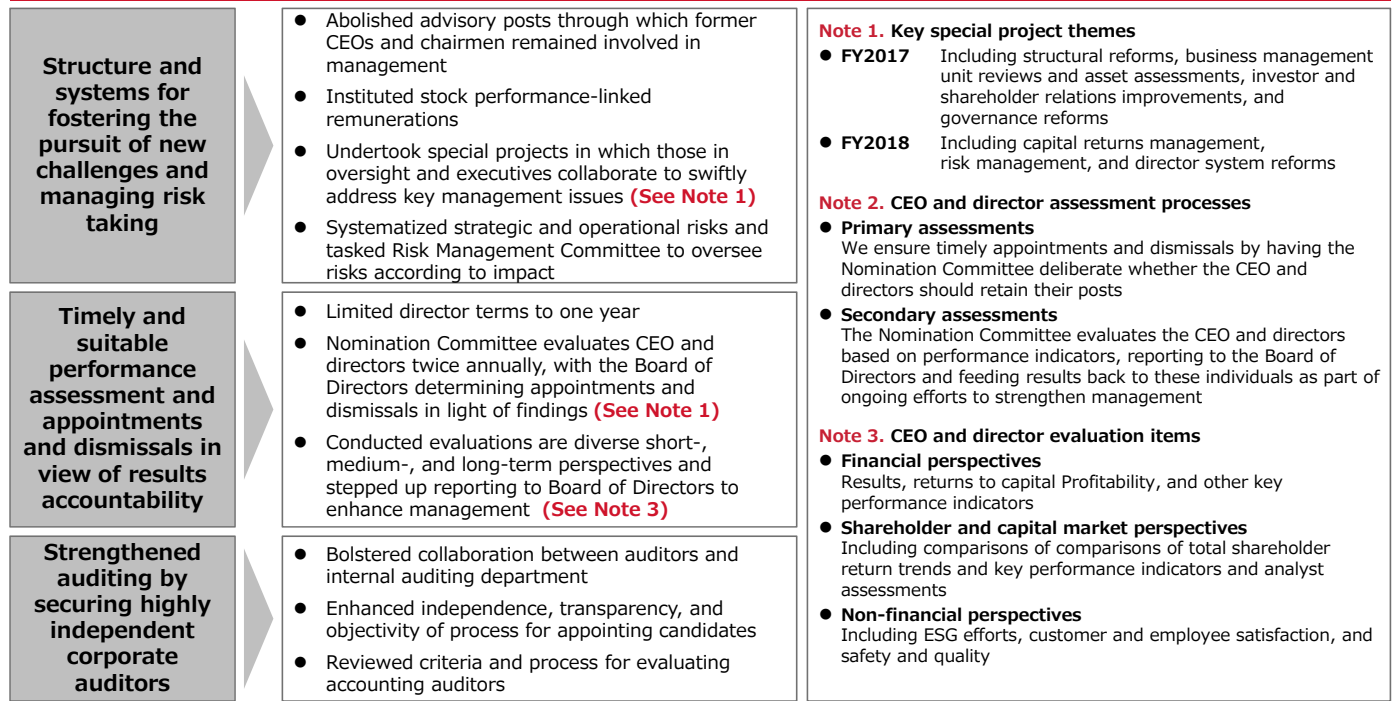 Structure and
systems for
fostering the
pursuit of new
challenges and
managing risk
taking
● Abolished advisory posts through which former
CEOs and chairmen remained involved in
management
● Instituted stock performance-linked
remunerations
● Undertook special projects in which those in
oversight and executives collaborate to swiftly
address key management issues (See Note 1)
● Systematized strategic and operational risks and
tasked Risk Management Committee to oversee
risks according to impact
Timely and
suitable
performance
assessment and
appointments
and dismissals in
view of results
accountability
● Limited director terms to one year
● Nomination Committee evaluates CEO and
directors twice annually, with the Board of
Directors determining appointments and
dismissals in light of findings (See Note 1)
● Conducted evaluations are diverse short-,
medium-, and long-term perspectives and
stepped up reporting to Board of Directors to
enhance management (See Note 3)
Strengthened
auditing by
securing highly
independent
corporate
auditors
● Bolstered collaboration between auditors and
internal auditing department
● Enhanced independence, transparency, and
objectivity of process for appointing candidates
● Reviewed criteria and process for evaluating
accounting auditors
Note 1. Key special project themes
● FY2017 Including structural reforms, business management
unit reviews and asset assessments, investor and
shareholder relations improvements, and
governance reforms
● FY2018 Including capital returns management,
risk management, and director system reforms
Note 2. CEO and director assessment processes
● Primary assessments
We ensure timely appointments and dismissals by having the
Nomination Committee deliberate whether the CEO and
directors should retain their posts
● Secondary assessments
The Nomination Committee evaluates the CEO and directors
based on performance indicators, reporting to the Board of
Directors and feeding results back to these individuals as part of
ongoing efforts to strengthen management
Note 3. CEO and director evaluation items
● Financial perspectives
Results, returns to capital Profitability, and other key
performance indicators
● Shareholder and capital market perspectives
Including comparisons of comparisons of total shareholder
return trends and key performance indicators and analyst
assessments
● Non-financial perspectives
Including ESG efforts, customer and employee satisfaction, and
safety and quality